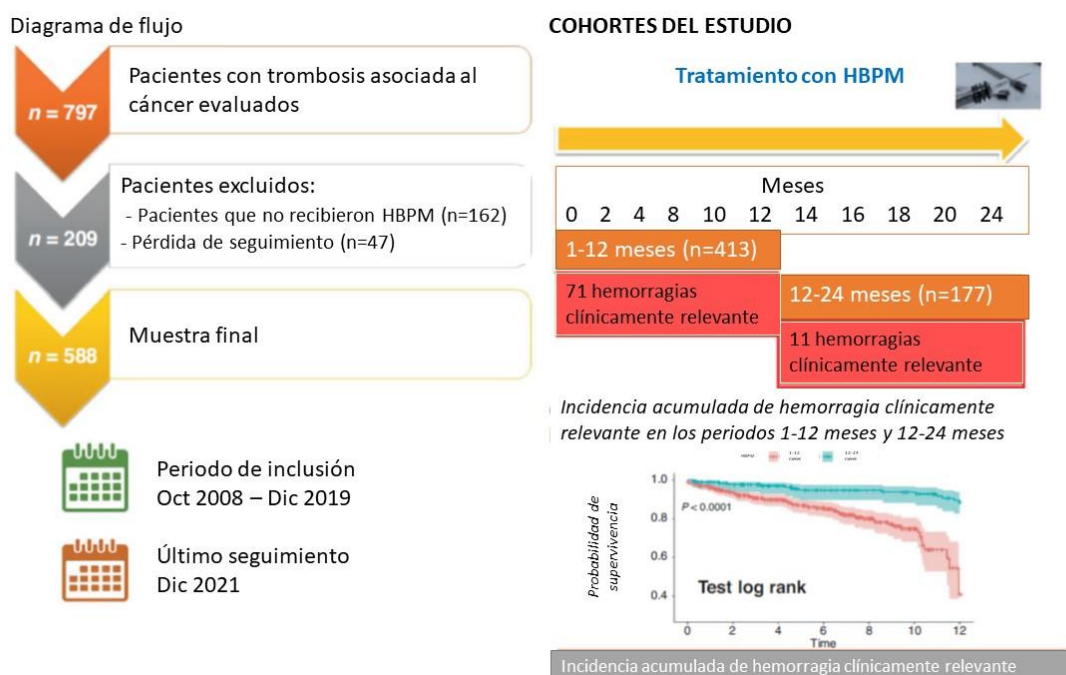 Diagrama de flujo
n = 797
Pacientes con trombosis asociada al
cáncer evaluados
n = 209
Pacientes excluidos:
- Pacientes que no recibieron HBPM (n=162)
- Pérdida de seguimiento (n=47)
n = 588
Muestra final
Periodo de inclusión
Oct 2008 – Dic 2019
Último seguimiento
Dic 2021
COHORTES DEL ESTUDIO
Tratamiento con HBPM
Meses
0 2 4 8 10 12 14 16 18 20 24
1-12 meses (n=413)
71 hemorragias
clínicamente relevante
12-24 meses (n=177)
11 hemorragias
clínicamente relevante
Incidencia acumulada de hemorragia clínicamente
relevante en los periodos 1-12 meses y 12-24 meses
HBPM 1-12 12-24
Probabilidad de
supervivencia
1.0
0.8
0.6
0.4
P < 0.0001
Test log rank
0 2 4 6 8 10 12
Time
Incidencia acumulada de hemorragia clínicamente relevante